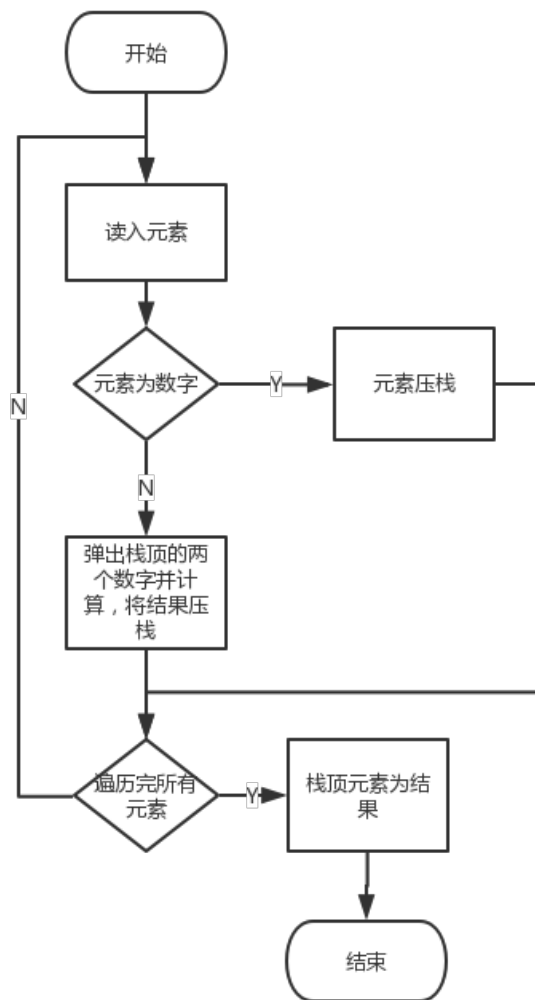 开始
读入元素
元素为数字
Y
元素压栈
N
N
弹出栈顶的两
个数字并计
算，将结果压
栈
遍历完所有
元素
Y
栈顶元素为结
果
结束